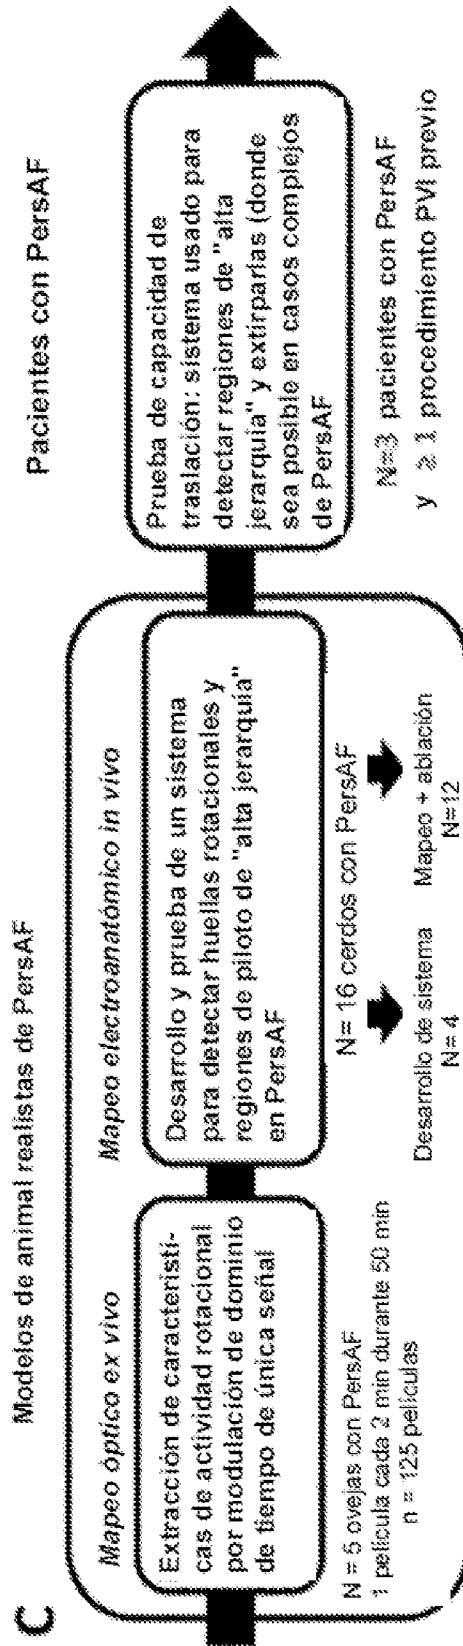 C
Modelos de animal realistas de PersAF
Pacientes con PersAF
Mapeo óptico ex vivo
Extracción de característi-
cas de actividad rotacional
por modulación de dominio
de tiempo de única señal
N = 5 ovejas con PersAF
1 película cada 2 min durante 50 min
n = 125 películas
Mapeo electroanatómico in vivo
Desarrollo y prueba de un sistema
para detectar huellas rotacionales y
regiones de piloto de "alta jerarquía"
en PersAF
N= 16 cerdos con PersAF
Desarrollo de sistema
N= 4
Mapeo + ablación
N=12
Prueba de capacidad de
traslación: sistema usado para
detectar regiones de "alta
jerarquía" y extirparlas (donde
sea posible en casos complejos
de PersAF
N=3 pacientes con PersAF
y ≥ 1 procedimiento PVI previo